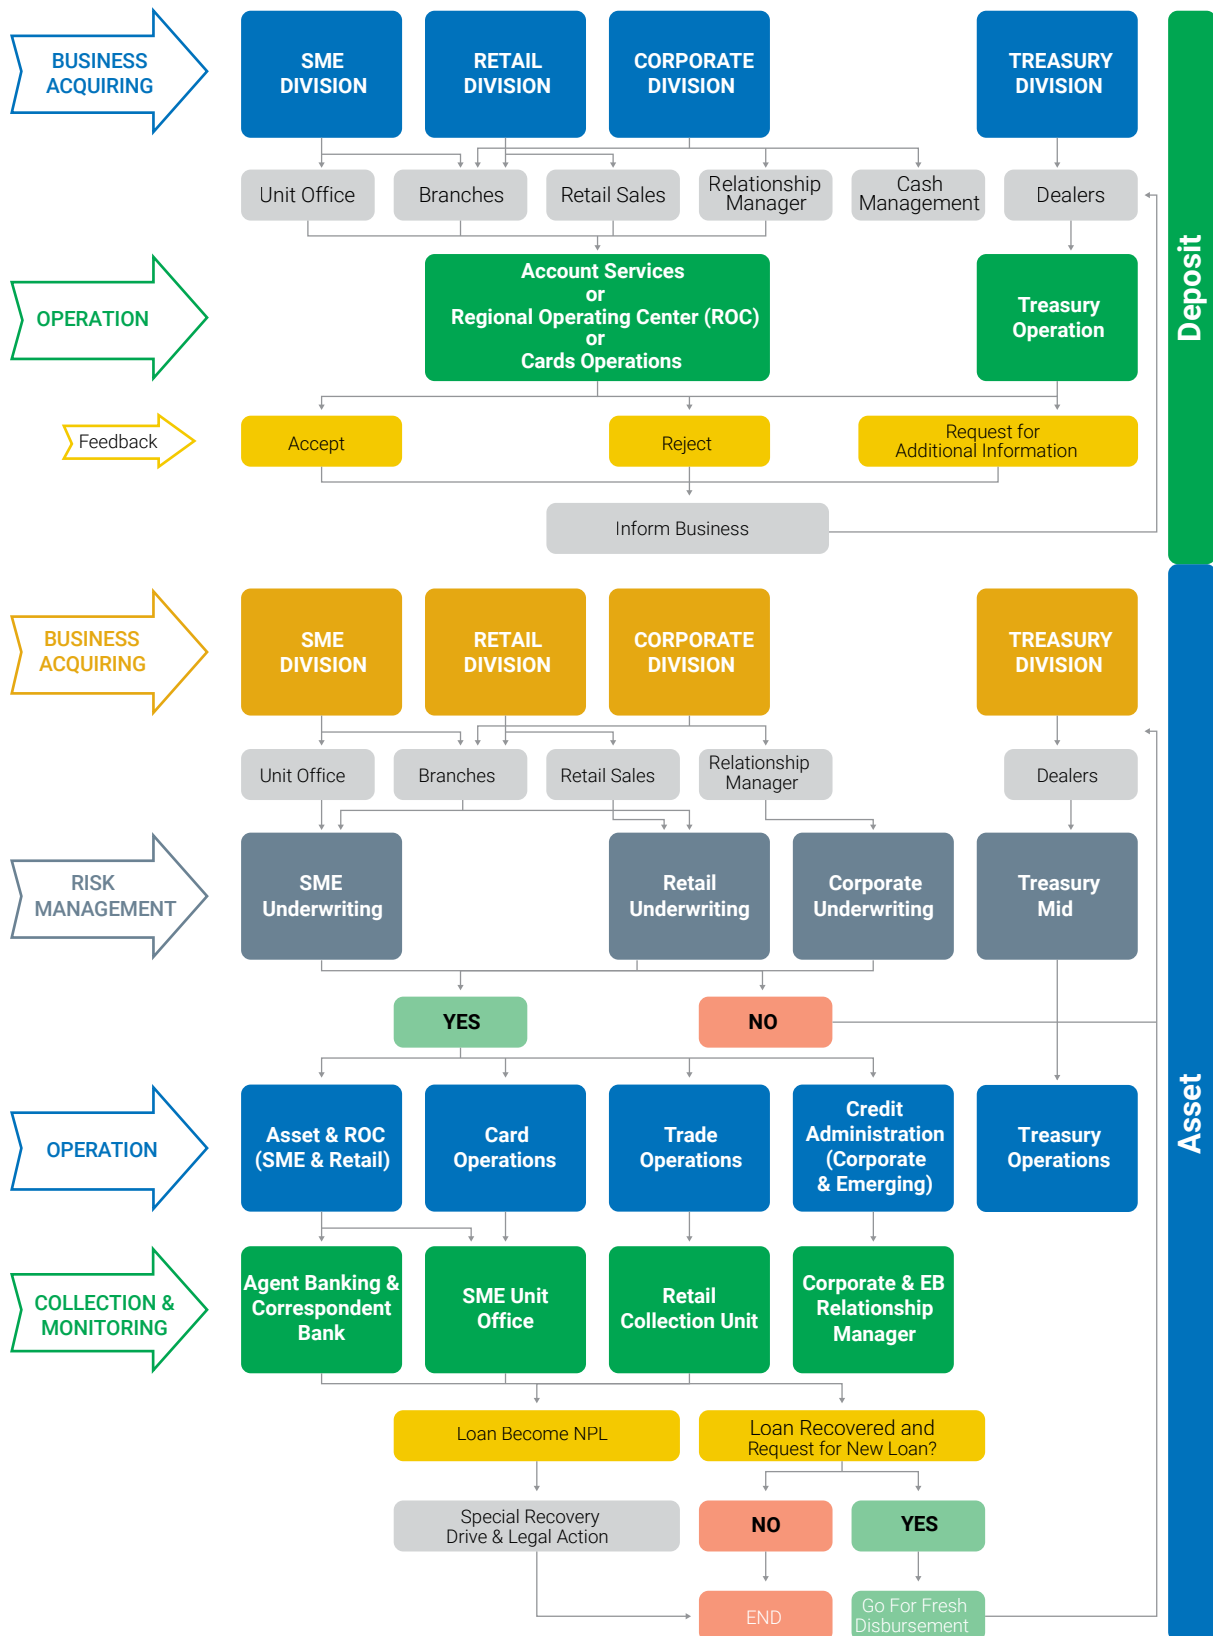 BUSINESS
ACQUIRING
SME
DIVISION
RETAIL
DIVISION
CORPORATE
DIVISION
TREASURY
DIVISION
Unit Office
Branches
Retail Sales
Relationship
Manager
Cash
Management
Dealers
OPERATION
Account Services
or
Regional Operating Center (ROC)
or
Cards Operations
Treasury
Operation
Deposit
Feedback
Accept
Reject
Request for
Additional Information
Inform Business
BUSINESS
ACQUIRING
SME
DIVISION
RETAIL
DIVISION
CORPORATE
DIVISION
TREASURY
DIVISION
Unit Office
Branches
Retail Sales
Relationship
Manager
Dealers
RISK
MANAGEMENT
SME
Underwriting
Retail
Underwriting
Corporate
Underwriting
Treasury
Mid
YES
NO
OPERATION
Asset & ROC
(SME & Retail)
Card
Operations
Trade
Operations
Credit
Administration
(Corporate
& Emerging)
Treasury
Operations
Asset
COLLECTION &
MONITORING
Agent Banking &
Correspondent
Bank
SME Unit
Office
Retail
Collection Unit
Corporate & EB
Relationship
Manager
Loan Become NPL
Loan Recovered and
Request for New Loan?
Special Recovery
Drive & Legal Action
NO
YES
END
Go For Fresh
Disbursement